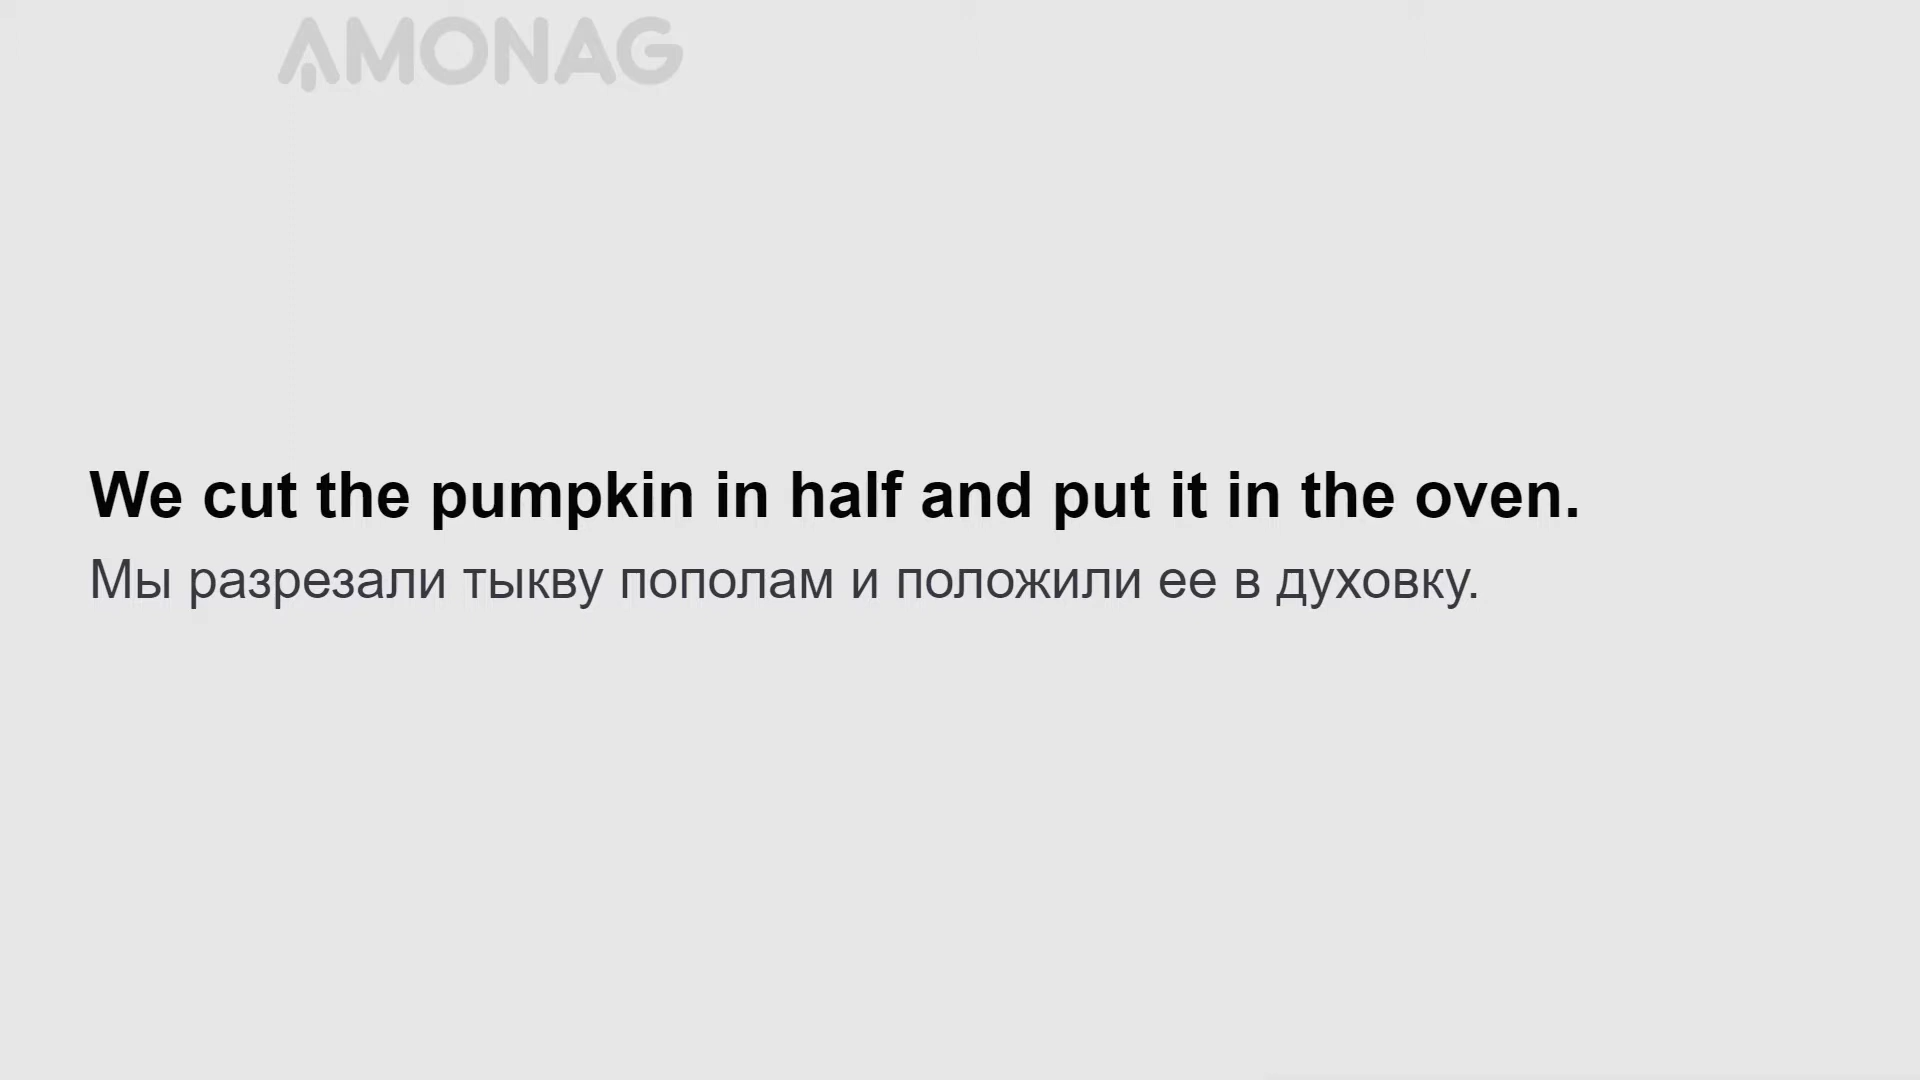 AMONAG
We cut the pumpkin in half and put it in the oven.
Мы разрезали тыкву пополам и положили ее в духовку.